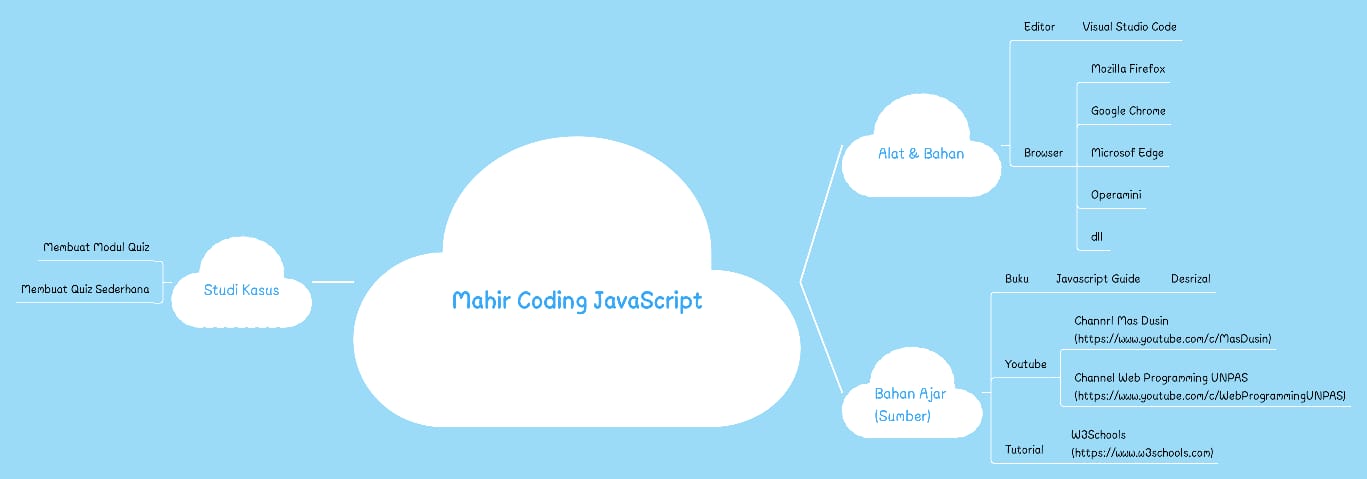 Mahir Coding JavaScript
Alat & Bahan
Editor
Visual Studio Code
Browser
Mozilla Firefox
Google Chrome
Microsof Edge
Operamini
dll
Bahan Ajar
(Sumber)
Buku
Javascript Guide
Desrizal
Youtube
Channrl Mas Dusin
(https://www.youtube.com/c/MasDusin)
Channel Web Programming UNPAS
(https://www.youtube.com/c/WebProgrammingUNPAS)
Tutorial
W3Schools
(https://www.w3schools.com)
Studi Kasus
Membuat Modul Quiz
Membuat Quiz Sederhana